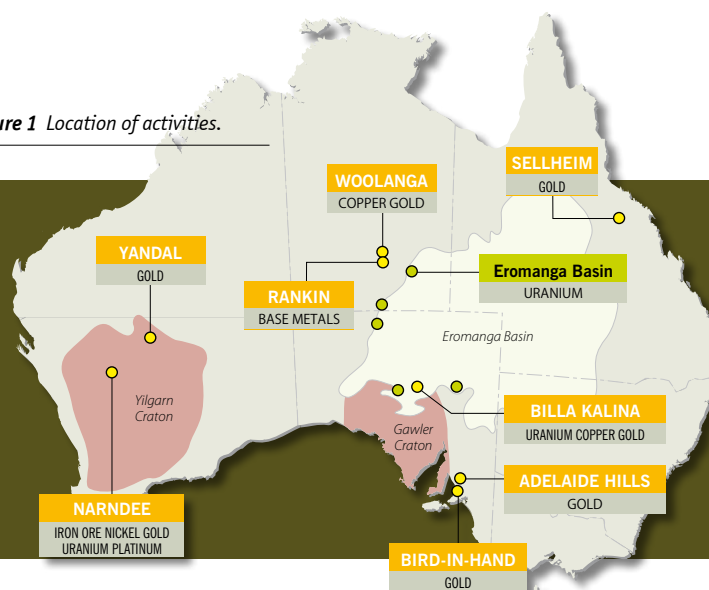 ure 1 Location of activities.
SELLHEIM
GOLD
WOOLANGA
COPPER GOLD
YANDAL
GOLD
Eromanga Basin
URANIUM
RANKIN
BASE METALS
Eromanga Basin
Yilgarn
Craton
BILLA KALINA
URANIUM COPPER GOLD
Gawler
Craton
ADELAIDE HILLS
GOLD
NARNDEE
IRON ORE NICKEL GOLD
URANIUM PLATINUM
BIRD-IN-HAND
GOLD